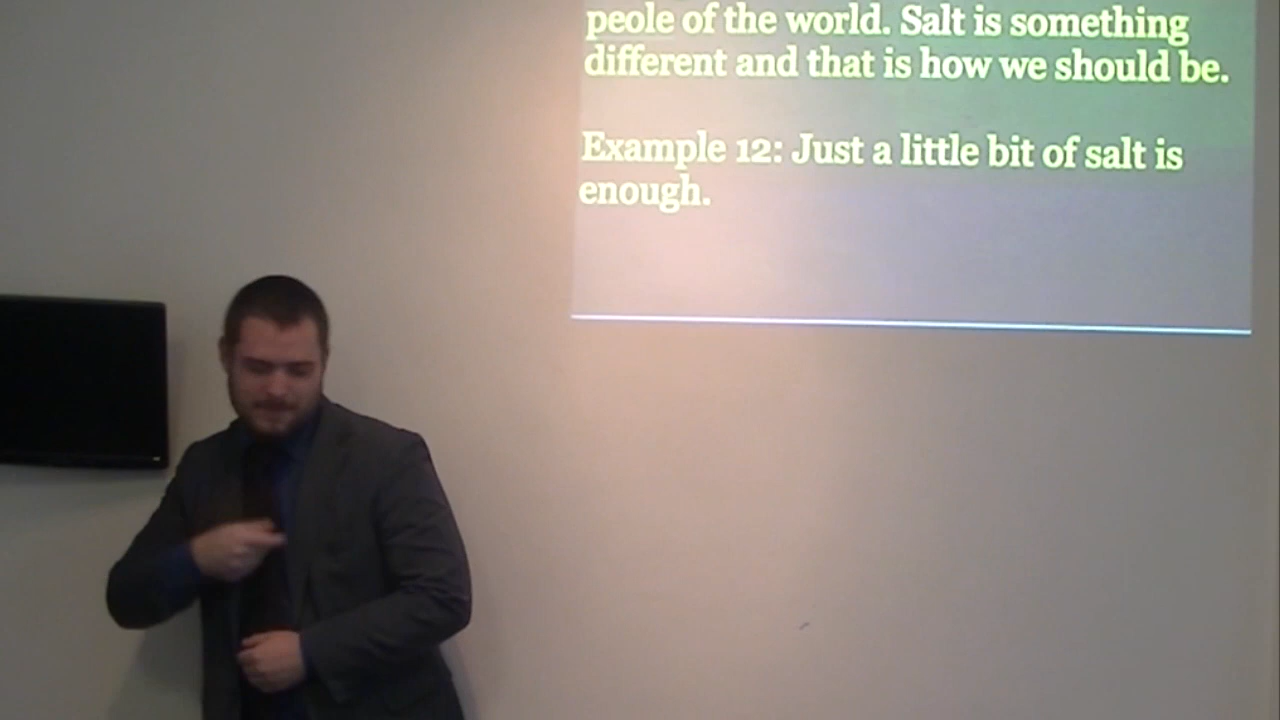 peole of the world. Salt is something
different and that is how we should be.
Example 12: Just a little bit of salt is
enough.